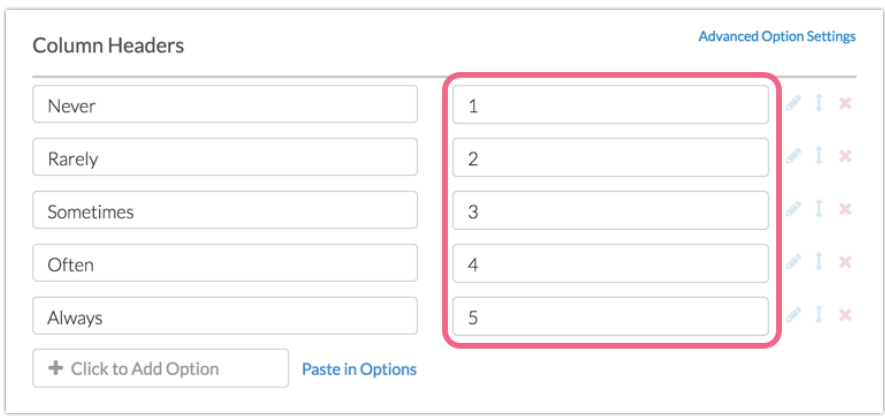 Column Headers
Advanced Option Settings
Never 1
Rarely 2
Sometimes 3
Often 4
Always 5
Click to Add Option Paste in Options